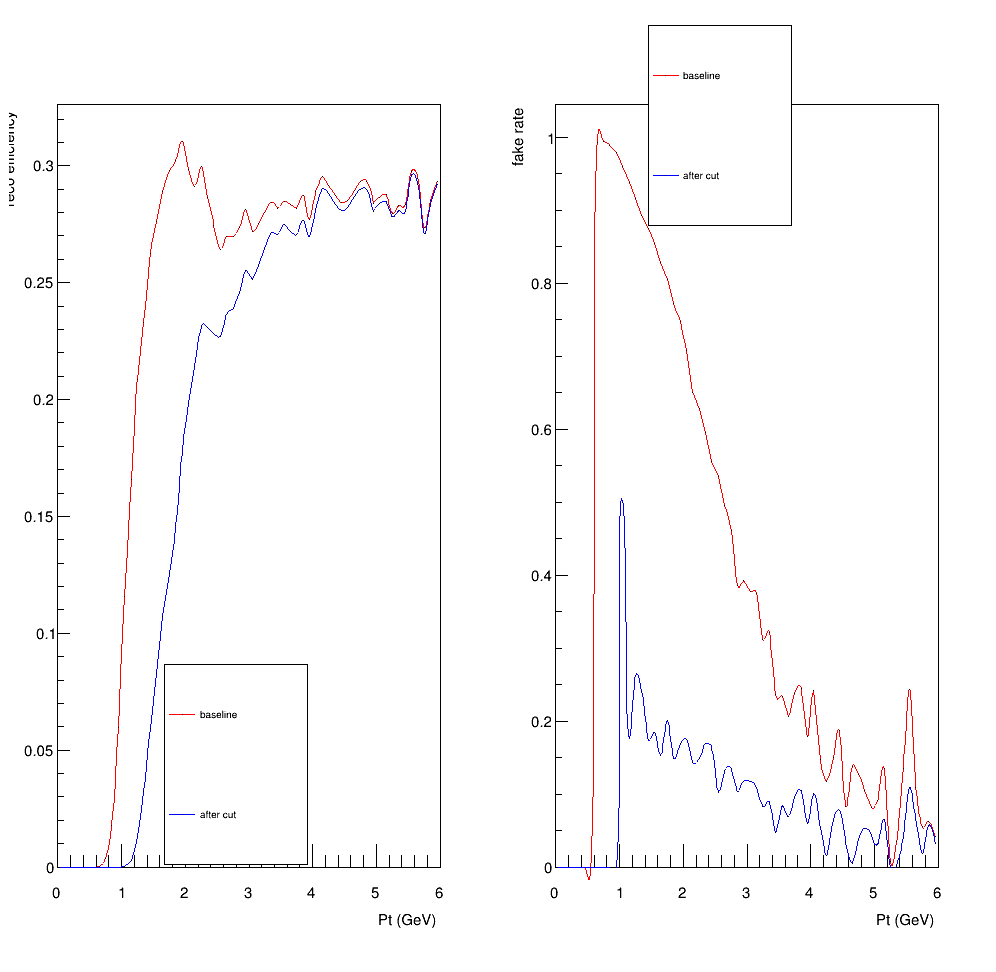 reco efficiency
0.3
0.25
0.2
0.15
0.1
0.05
0
0 1 2 3 4 5 6
Pt (GeV)
baseline
after cut
fake rate
1
0.8
0.6
0.4
0.2
0
0 1 2 3 4 5 6
Pt (GeV)
baseline
after cut